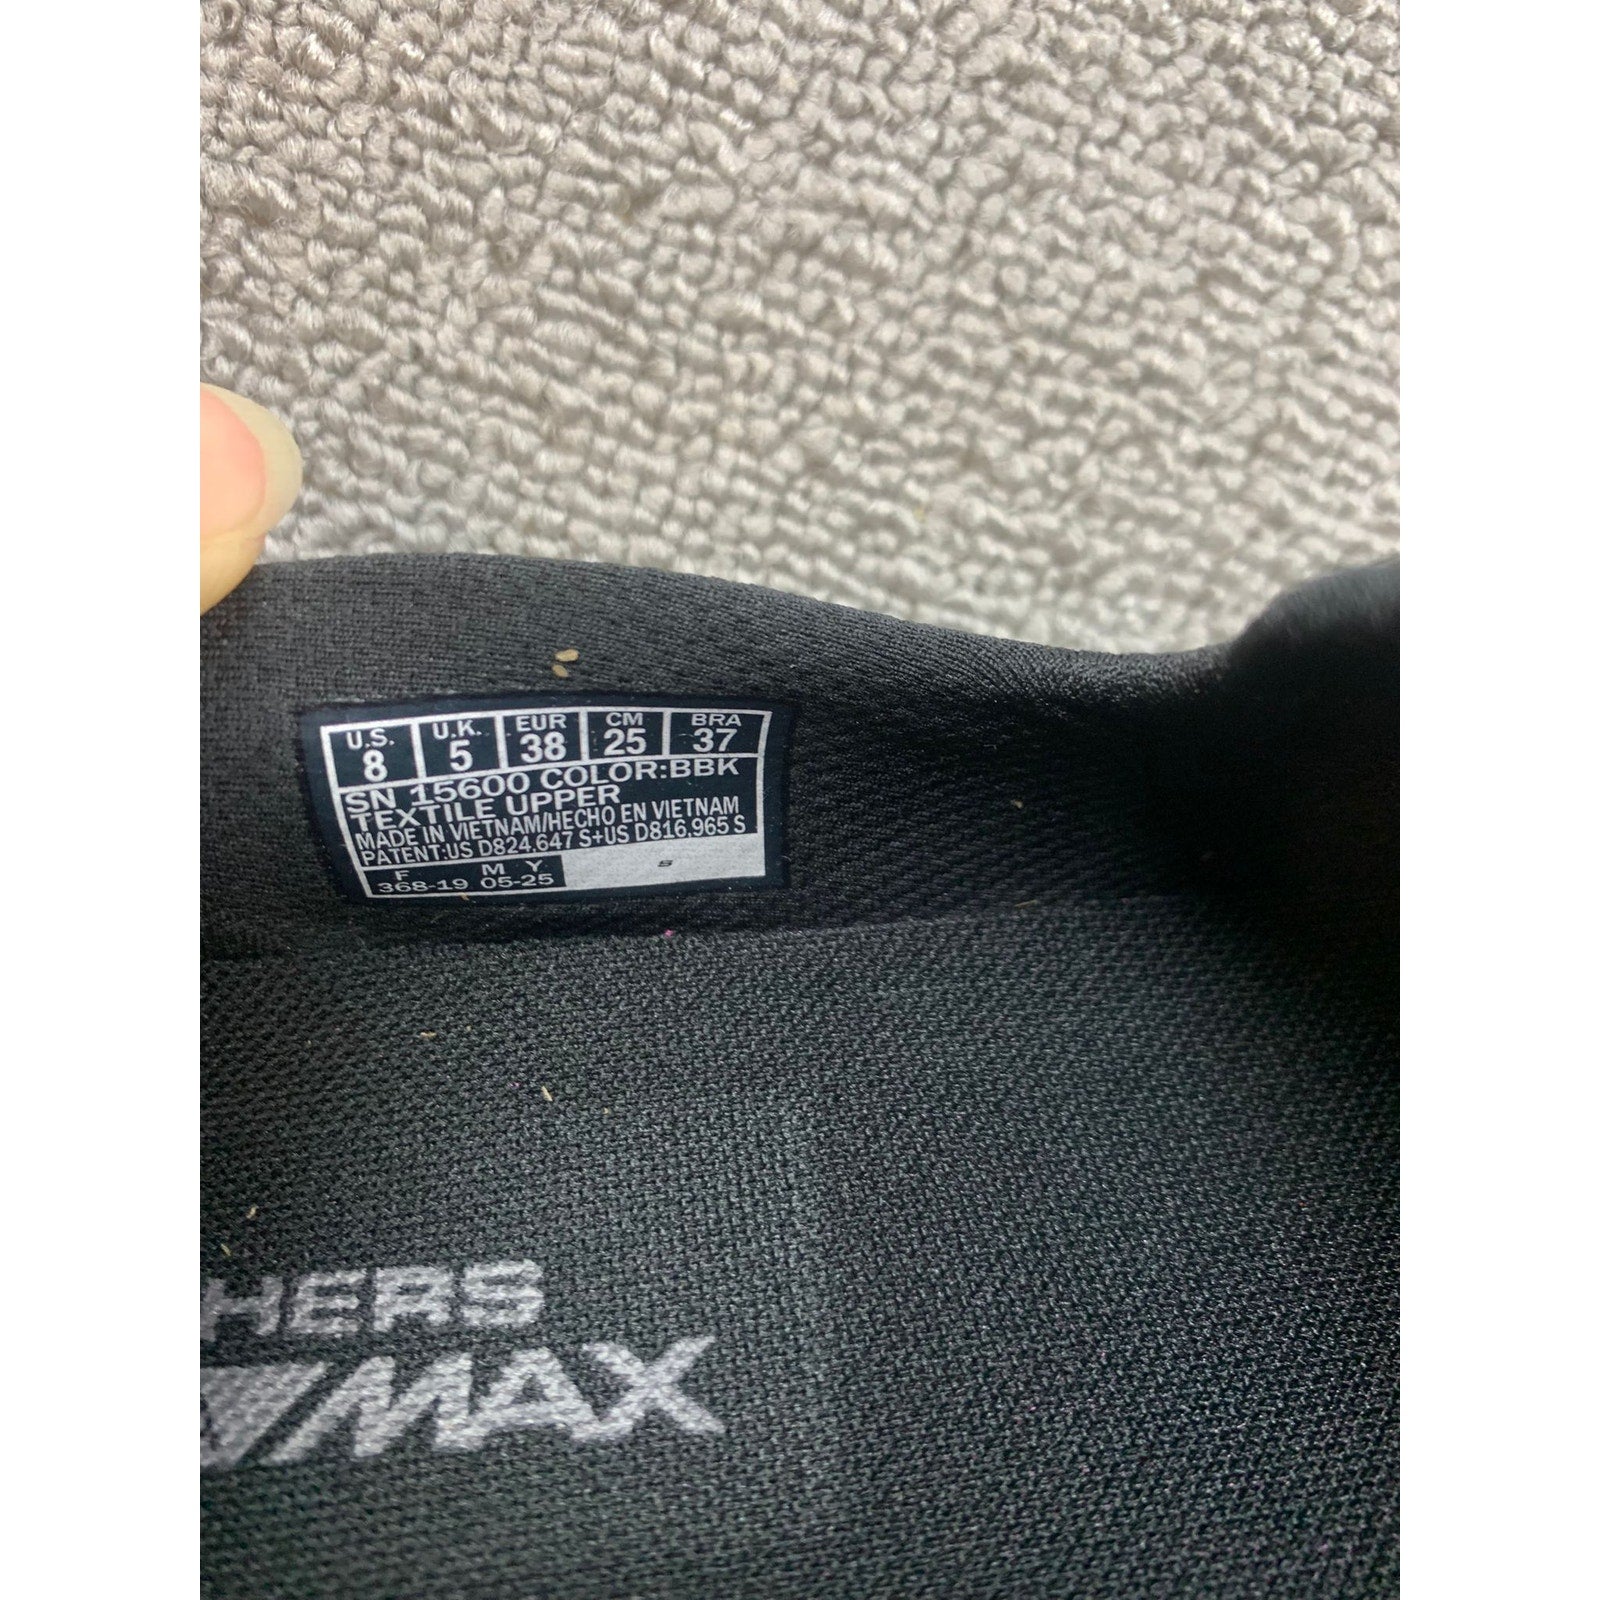 U.S. U.K. EUR CM BRA
8 5 38 25 37
SN 15600 COLOR:BBK
TEXTILE UPPER
MADE IN VIETNAM/HECHO EN VIETNAM
PATENT:US D824,647 S+US D816,965 S
F M Y
368-19 05-25 S
HERS
MAX